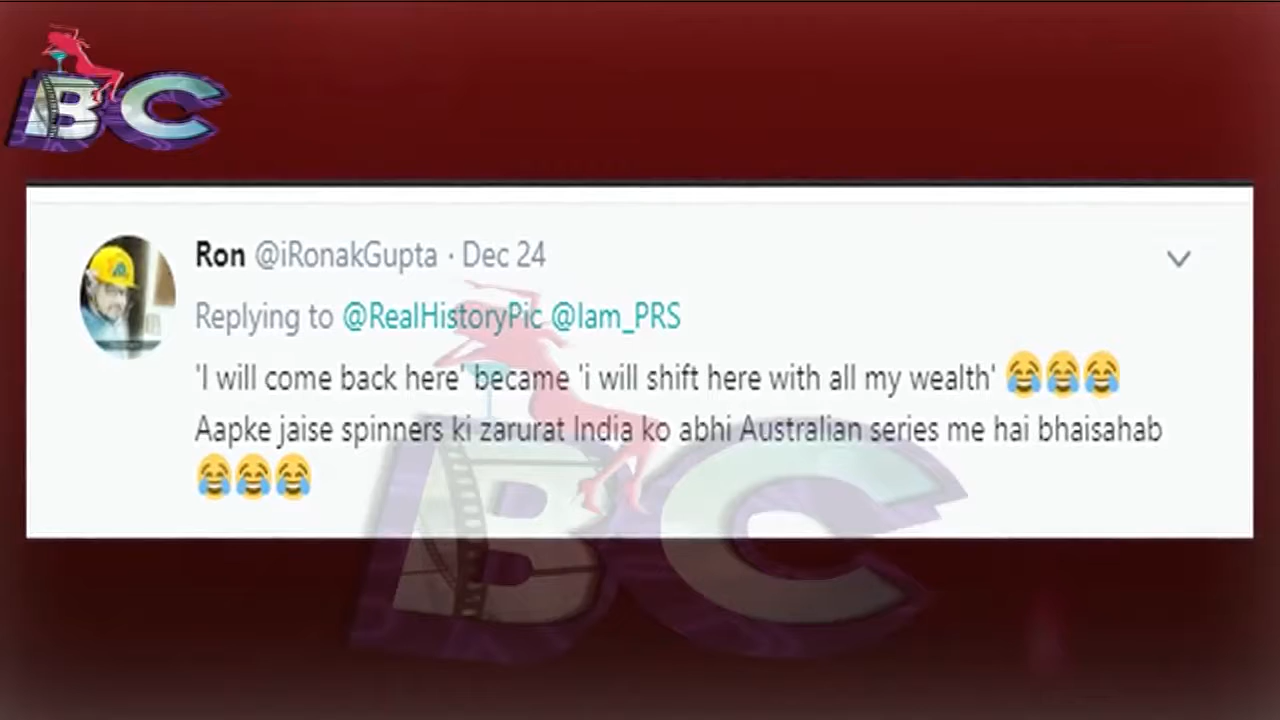 BC
Ron @iRonakGupta · Dec 24
Replying to @RealHistoryPic @Iam_PRS
'I will come back here' became 'i will shift here with all my wealth' 😂😂😂
Aapke jaise spinners ki zarurat India ko abhi Australian series me hai bhaisahab
😂😂😂
BC